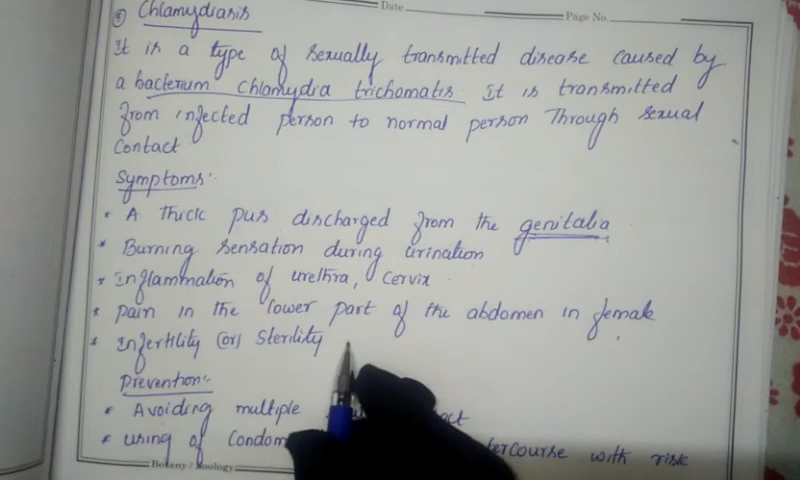 Date
Page No.
⑤ Chlamydiasis
It is a type of sexually transmitted disease caused by
a bacterium chlamydia trichomatis. It is transmitted
from infected person to normal person Through sexual
contact
Symptoms:-
* A Thick pus discharged from the genitalia.
* Burning sensation during urination
* Inflammation of urethra, cervix.
* pain in the lower part of the abdomen in female.
* Infertility (or) Sterility
Prevention:-
* Avoiding multiple
* using of condom with risk
Botany / Zoology